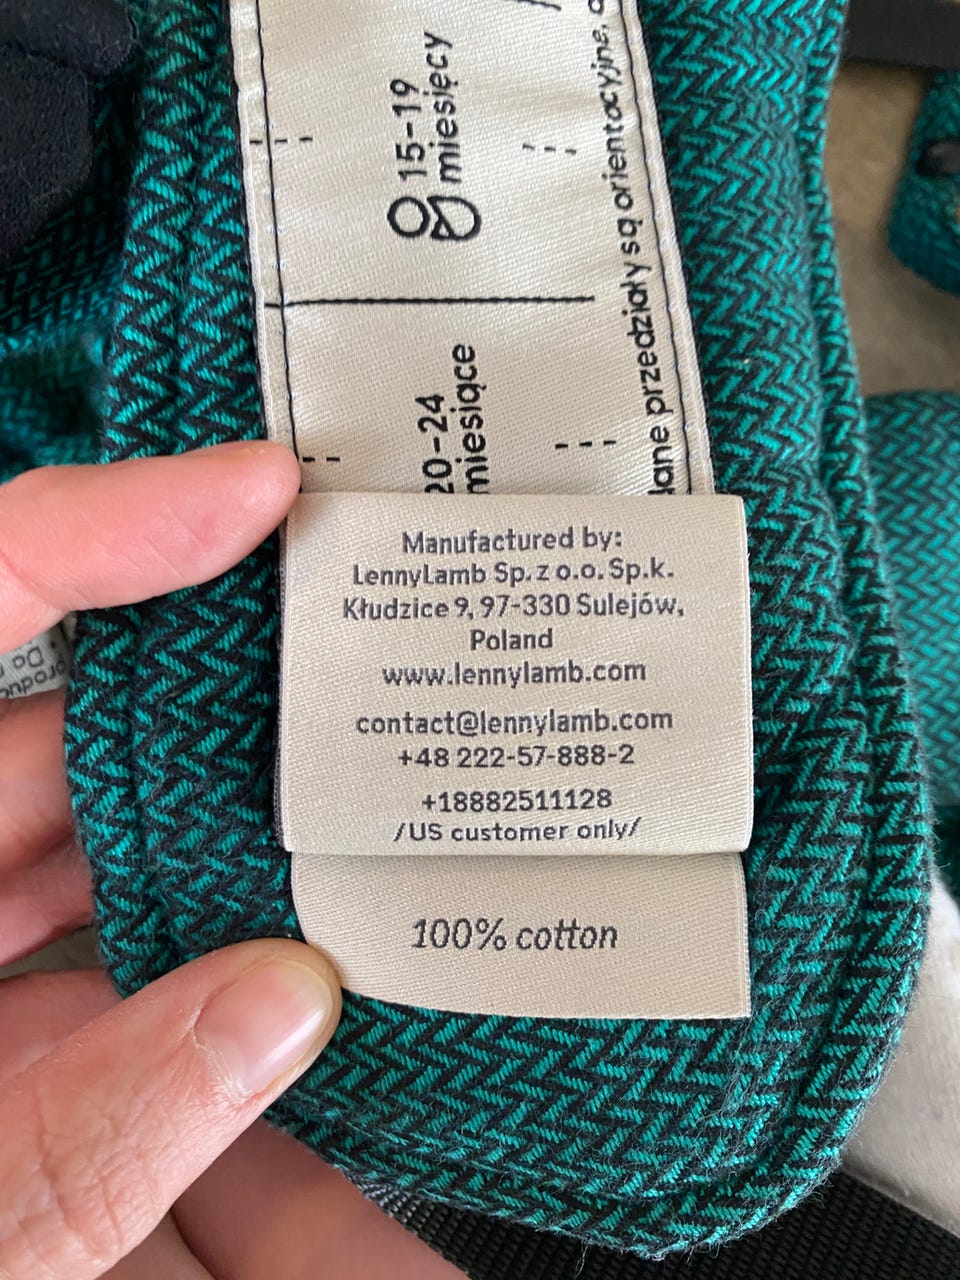 15-19
miesięcy
20-24
miesiące
dane przedziały są orientacyjne,
Manufactured by:
LennyLamb Sp. z o.o. Sp.k.
Kłudzice 9, 97-330 Sulejów,
Poland
www.lennylamb.com
contact@lennylamb.com
+48 222-57-888-2
+18882511128
/US customer only/
100% cotton